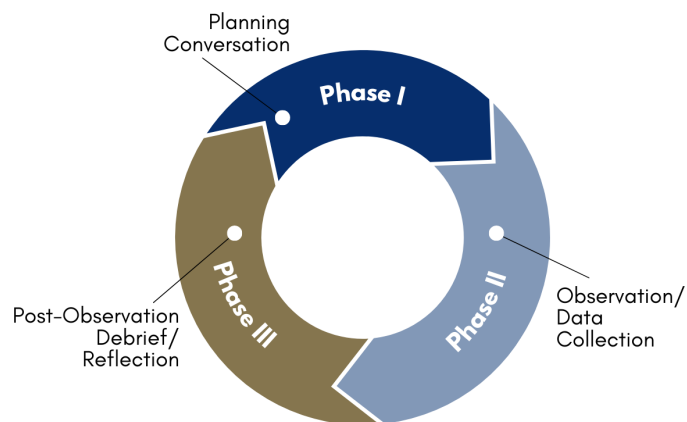 Planning
Conversation
Phase I
Phase II
Observation/
Data
Collection
Phase III
Post-Observation
Debrief/
Reflection